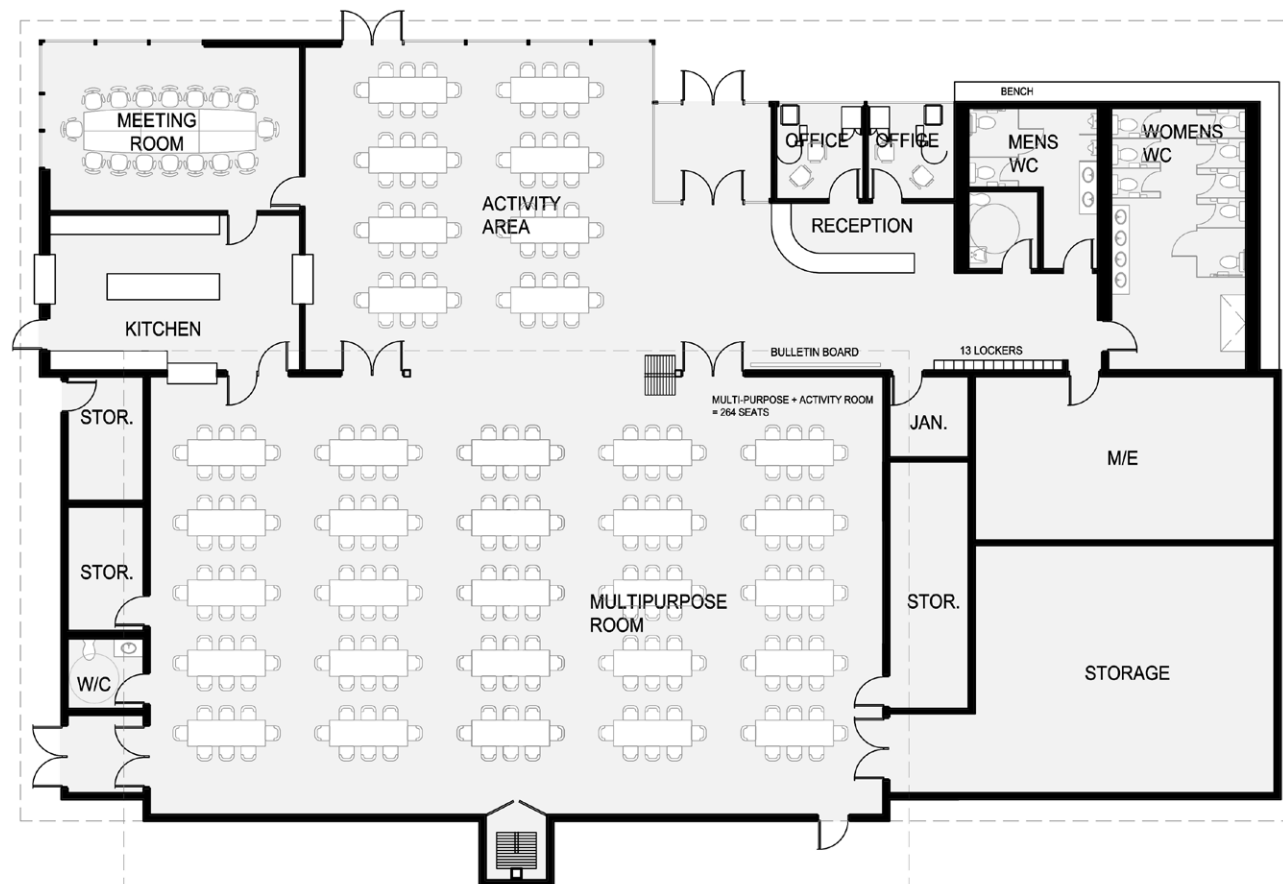 BENCH
MEETING
ROOM
OFFICE
OFFICE
MENS
WC
WOMENS
WC
ACTIVITY
AREA
RECEPTION
KITCHEN
BULLETIN BOARD
13 LOCKERS
MULTI-PURPOSE + ACTIVITY ROOM
= 264 SEATS
STOR.
JAN.
M/E
STOR.
MULTIPURPOSE
ROOM
STOR.
W/C
STORAGE